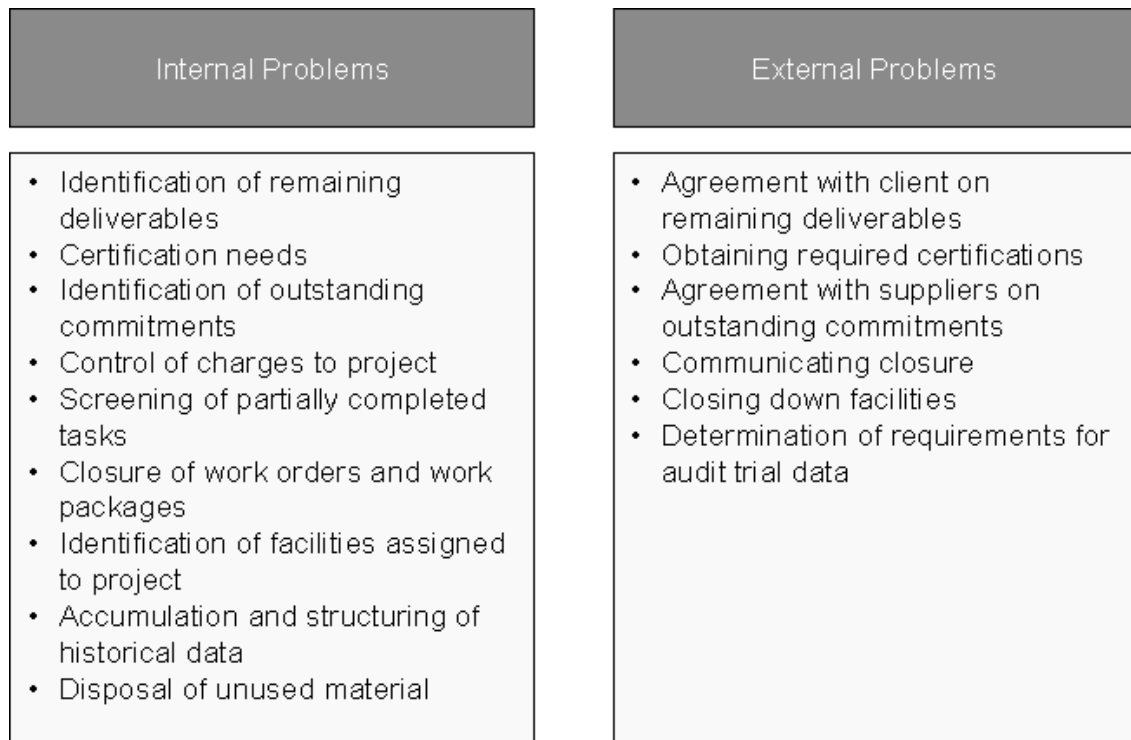 Internal Problems
• Identification of remaining
deliverables
• Certification needs
• Identification of outstanding
commitments
• Control of charges to project
• Screening of partially completed
tasks
• Closure of work orders and work
packages
• Identification of facilities assigned
to project
• Accumulation and structuring of
historical data
• Disposal of unused material
External Problems
• Agreement with client on
remaining deliverables
• Obtaining required certifications
• Agreement with suppliers on
outstanding commitments
• Communicating closure
• Closing down facilities
• Determination of requirements for
audit trial data